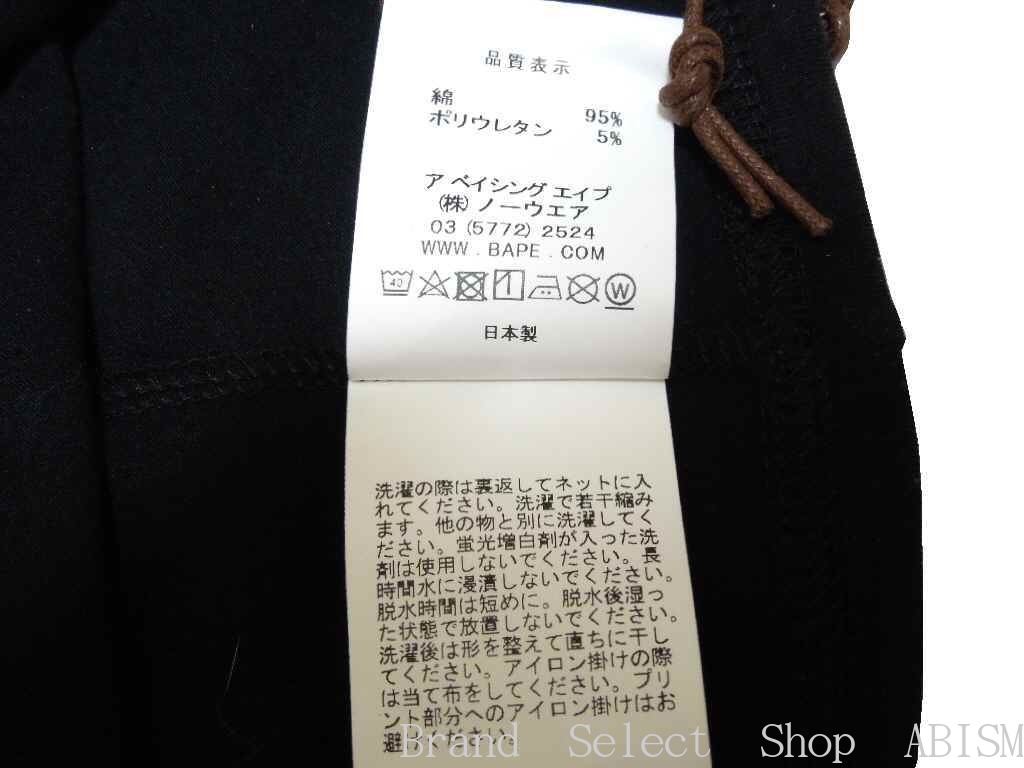 品質表示
綿 95%
ポリウレタン 5%
ア ベイシング エイプ
(株) ノーウエア
03 (5772) 2524
WWW . BAPE . COM
40 W
日本製
洗濯の際は裏返してネットに入
れてください。洗濯で若干縮み
ます。他の物と別に洗濯してく
ださい。蛍光増白剤が入った洗
剤は使用しないでください。長
時間水に浸漬しないでください。
脱水時間は短めに。脱水後湿っ
た状態で放置しないでください。
洗濯後は形を整えて直ちに干し
てください。アイロン掛けの際
は当て布をしてください。プリ
ント部分へのアイロン掛けはお
避けください。
Brand Select Shop ABISM